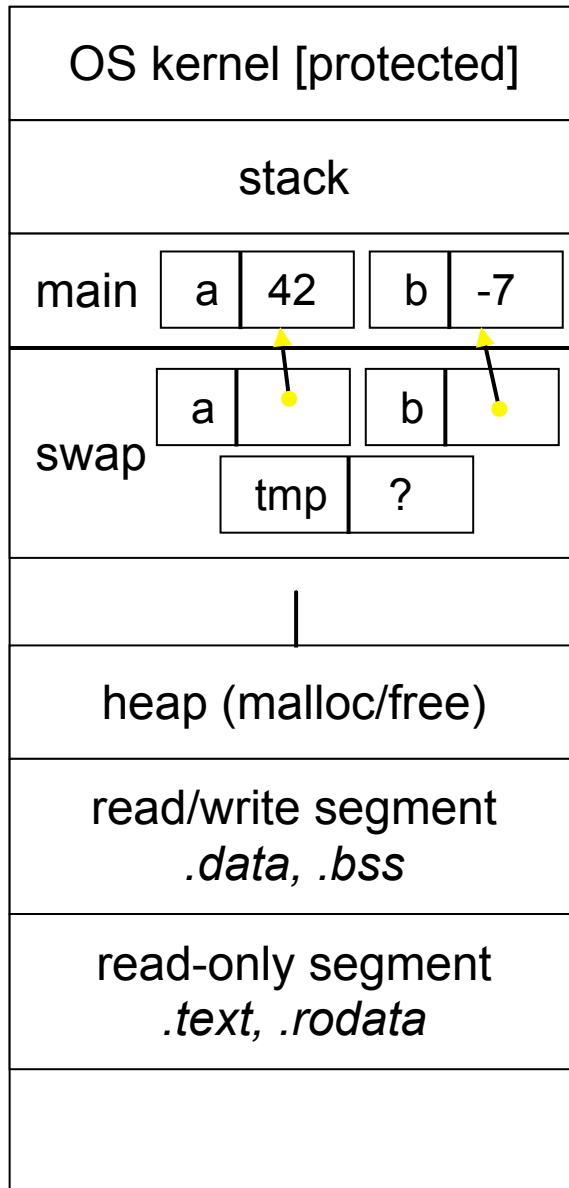 OS kernel [protected]
stack
main a 42 b -7
a b
swap
tmp ?
heap (malloc/free)
read/write segment
.data, .bss
read-only segment
.text, .rodata